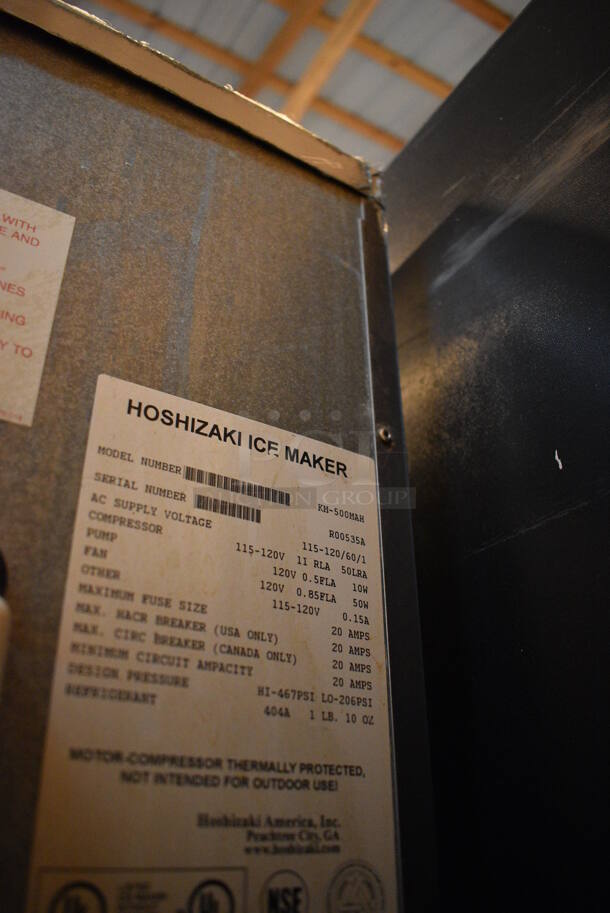 WITH
E AND
NES
ING
Y TO
HOSHIZAKI ICE MAKER
MODEL NUMBER KM-500MAH
SERIAL NUMBER R00535A
AC SUPPLY VOLTAGE 115-120/60/1
COMPRESSOR 115-120V 11 RLA 50LRA
PUMP 120V 0.5FLA 10W
FAN 120V 0.85FLA 50W
OTHER 115-120V 0.15A
MAXIMUM FUSE SIZE 20 AMPS
MAX. HACR BREAKER (USA ONLY) 20 AMPS
MAX. CIRC BREAKER (CANADA ONLY) 20 AMPS
MINIMUM CIRCUIT AMPACITY 20 AMPS
DESIGN PRESSURE HI-467PSI LO-206PSI
REFRIGERANT 404A 1 LB. 10 OZ
MOTOR-COMPRESSOR THERMALLY PROTECTED,
NOT INTENDED FOR OUTDOOR USE!
Hoshizaki America, Inc.
Peachtree City, GA
www.hoshizaki.com
UL UL NSF